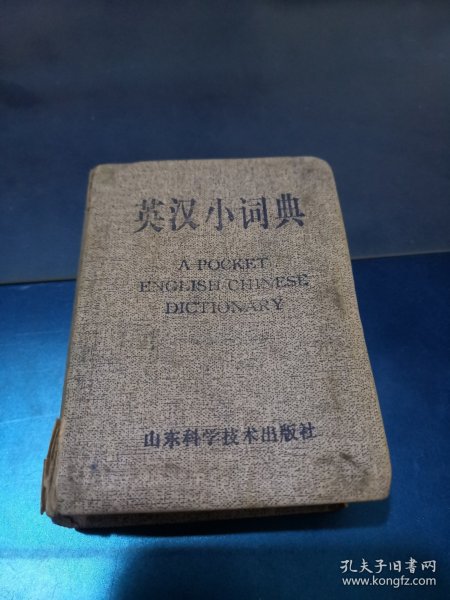 英汉小词典
A POCKET
ENGLISH-CHINESE
DICTIONARY
山东科学技术出版社
孔夫子旧书网
www.kongfz.com